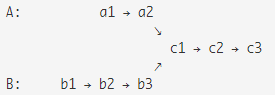 A: a1 → a2
↘
c1 → c2 → c3
↗
B: b1 → b2 → b3